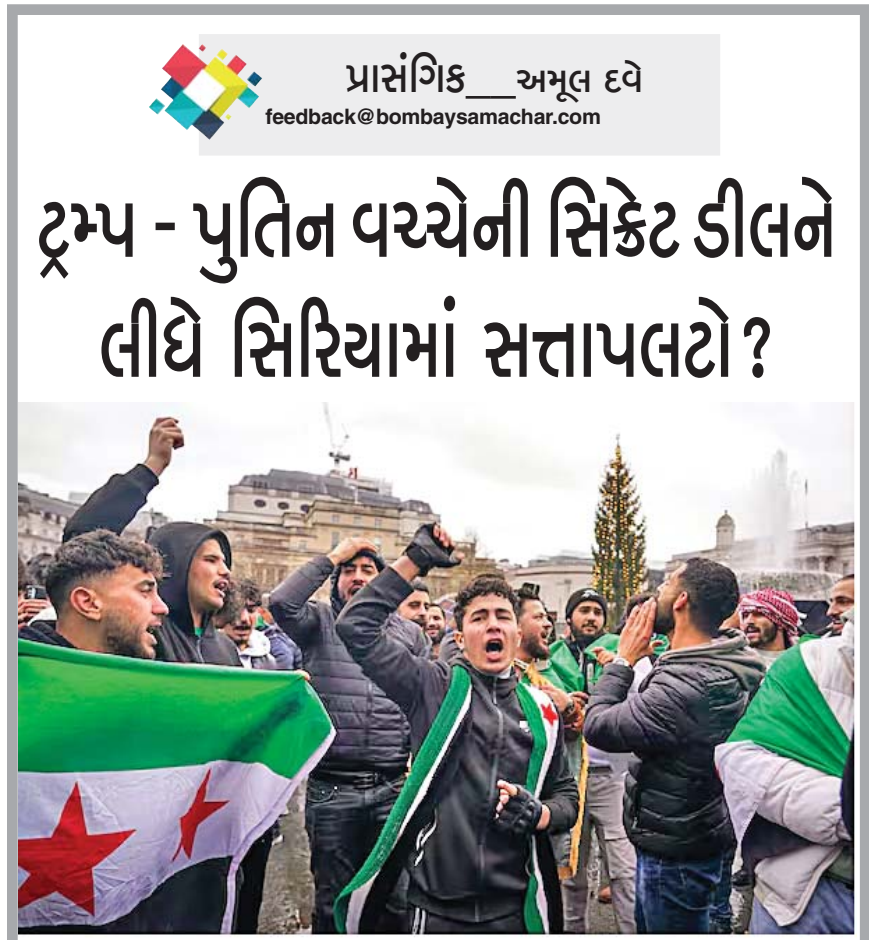 પ્રાસંગિક__અમૂલ દવે
feedback@bombaysamachar.com
ટ્રમ્પ - પુતિન વચ્ચેની સિક્રેટ ડીલને
લીધે સિરિયામાં સત્તાપલટો?